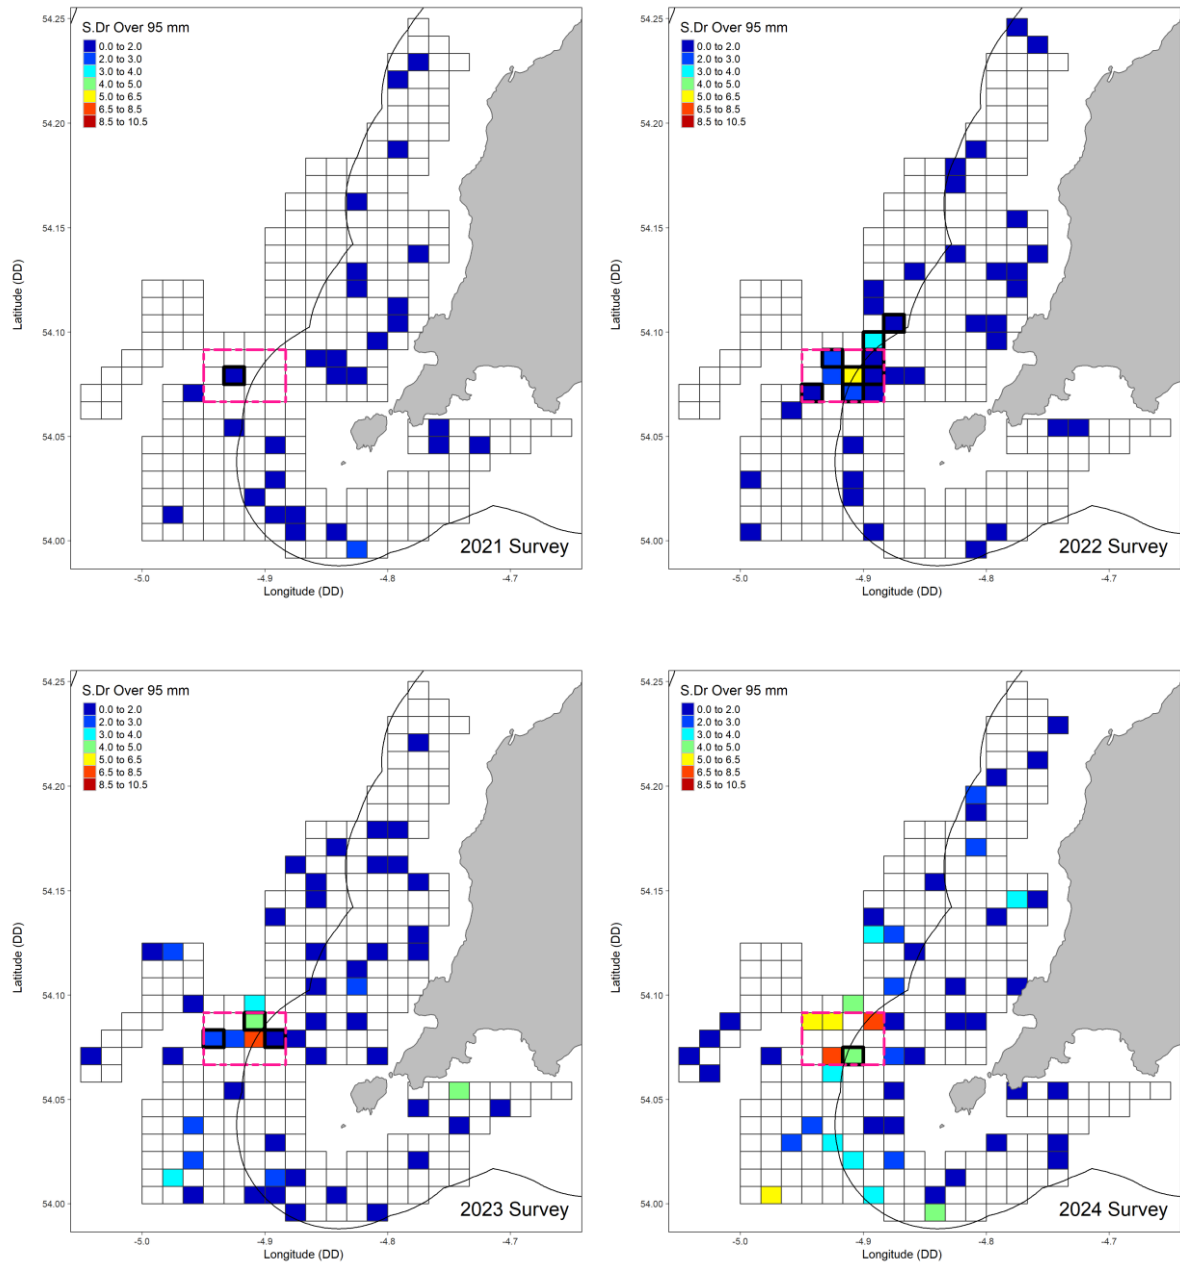 S.Dr Over 95 mm
0.0 to 2.0
2.0 to 3.0
3.0 to 4.0
4.0 to 5.0
5.0 to 6.5
6.5 to 8.5
8.5 to 10.5
54.25
54.20
54.15
54.10
54.05
54.00
Latitude (DD)
2021 Survey
-5.0 -4.9 -4.8 -4.7
Longitude (DD)
S.Dr Over 95 mm
0.0 to 2.0
2.0 to 3.0
3.0 to 4.0
4.0 to 5.0
5.0 to 6.5
6.5 to 8.5
8.5 to 10.5
54.25
54.20
54.15
54.10
54.05
54.00
Latitude (DD)
2022 Survey
-5.0 -4.9 -4.8 -4.7
Longitude (DD)
S.Dr Over 95 mm
0.0 to 2.0
2.0 to 3.0
3.0 to 4.0
4.0 to 5.0
5.0 to 6.5
6.5 to 8.5
8.5 to 10.5
54.25
54.20
54.15
54.10
54.05
54.00
Latitude (DD)
2023 Survey
-5.0 -4.9 -4.8 -4.7
Longitude (DD)
S.Dr Over 95 mm
0.0 to 2.0
2.0 to 3.0
3.0 to 4.0
4.0 to 5.0
5.0 to 6.5
6.5 to 8.5
8.5 to 10.5
54.25
54.20
54.15
54.10
54.05
54.00
Latitude (DD)
2024 Survey
-5.0 -4.9 -4.8 -4.7
Longitude (DD)